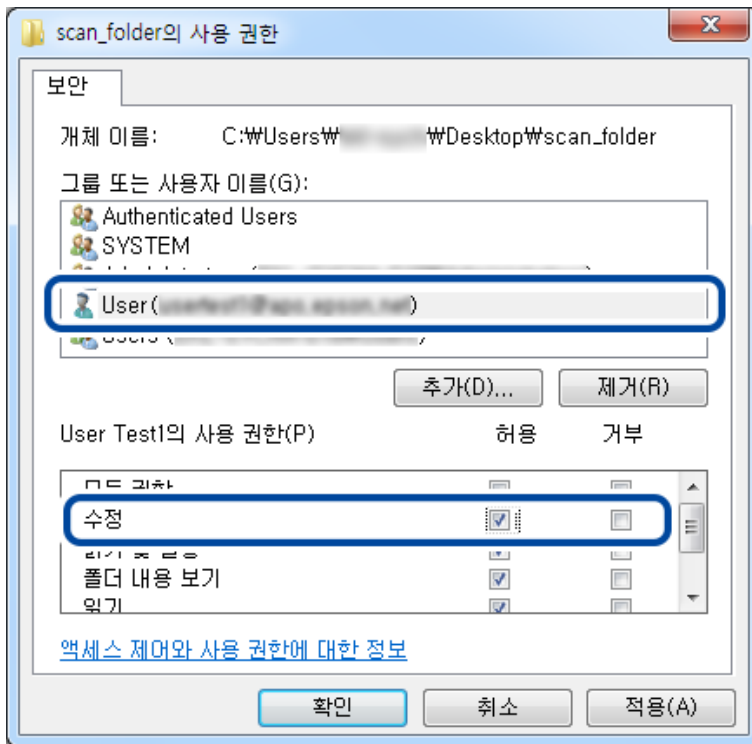 scan_folder의 사용 권한
보안
개체 이름: C:₩Users₩ ₩Desktop₩scan_folder
그룹 또는 사용자 이름(G):
Authenticated Users
SYSTEM
User( )
추가(D)... 제거(R)
User Test1의 사용 권한(P) 허용 거부
모든 권한
수정
폴더 내용 보기
읽기
액세스 제어와 사용 권한에 대한 정보
확인 취소 적용(A)